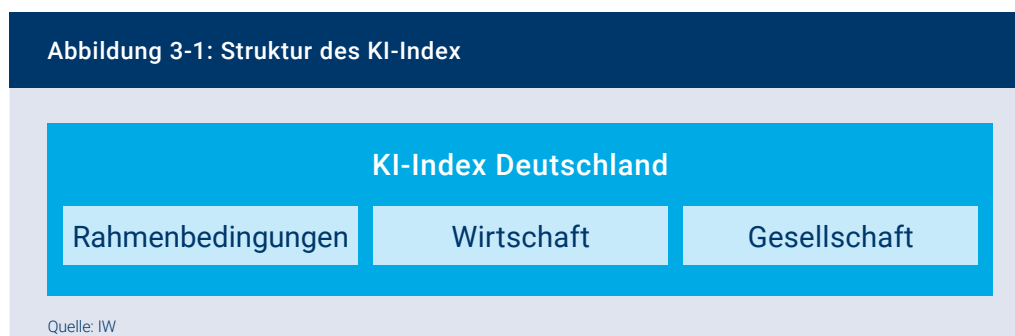 Abbildung 3-1: Struktur des KI-Index
KI-Index Deutschland
Rahmenbedingungen
Wirtschaft
Gesellschaft
Quelle: IW